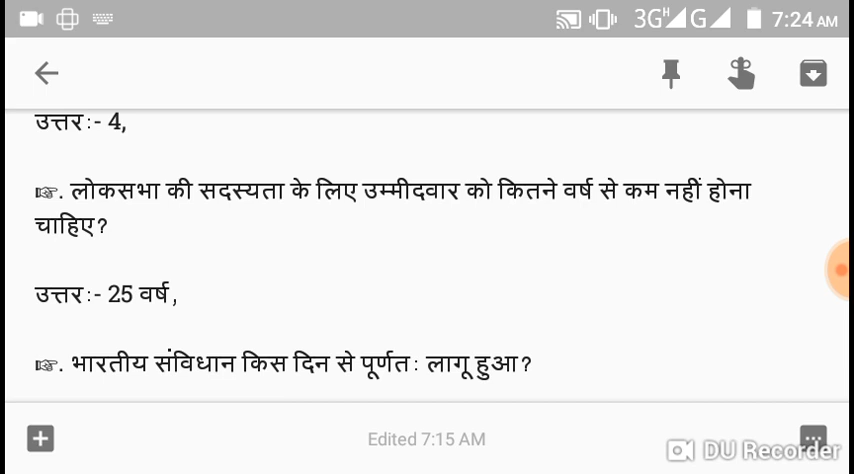 3G H G 7:24 AM
उत्तर:- 4,
☞. लोकसभा की सदस्यता के लिए उम्मीदवार को कितने वर्ष से कम नहीं होना
चाहिए?
उत्तर:- 25 वर्ष,
☞. भारतीय संविधान किस दिन से पूर्णत: लागू हुआ?
Edited 7:15 AM
DU Recorder